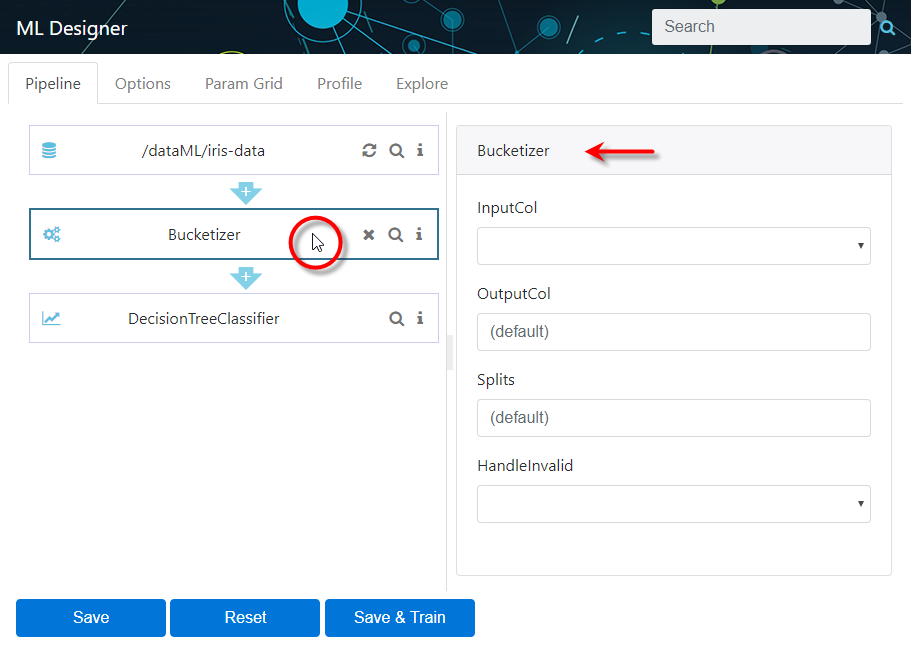 ML Designer
Search
Pipeline Options Param Grid Profile Explore
/dataML/iris-data
Bucketizer
DecisionTreeClassifier
Bucketizer
InputCol
OutputCol
(default)
Splits
(default)
HandleInvalid
Save Reset Save & Train